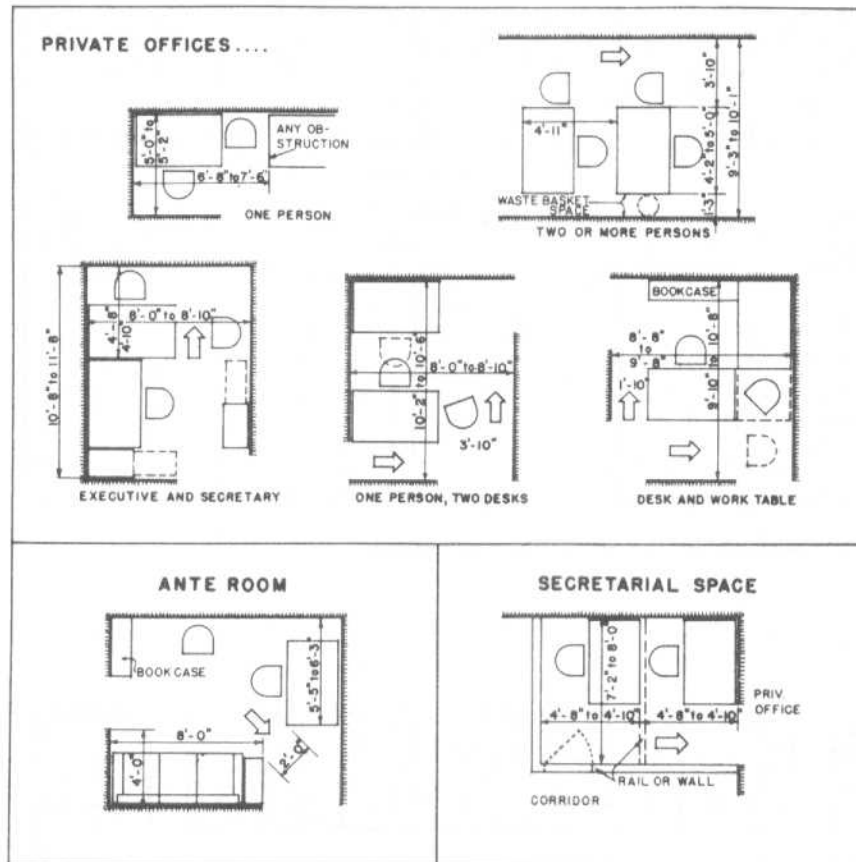 PRIVATE OFFICES....
5'-0" to
5'-2"
ANY OB-
STRUCTION
6'-8" to 7'-6"
ONE PERSON
4'-11"
3'-10"
4'-2" to 5'-0"
9'-3" to 10'-1"
1'-3"
WASTE BASKET
SPACE
TWO OR MORE PERSONS
10'-8" to 11'-8"
4'-8"
4'-10"
8'-0" to 8'-10"
EXECUTIVE AND SECRETARY
10'-2" to 10'-6"
8'-0" to 8'-10"
3'-10"
ONE PERSON, TWO DESKS
BOOKCASE
8'-8"
to
9'-8"
1'-10"
9'-10" to 10'-8"
DESK AND WORK TABLE
ANTE ROOM
BOOKCASE
5'-5" to 6'-3"
8'-0"
4'-0"
2'-0"
SECRETARIAL SPACE
7'-2" to 8'-0
4'-8" to 4'-10"
4'-8" to 4'-10"
PRIV.
OFFICE
RAIL OR WALL
CORRIDOR